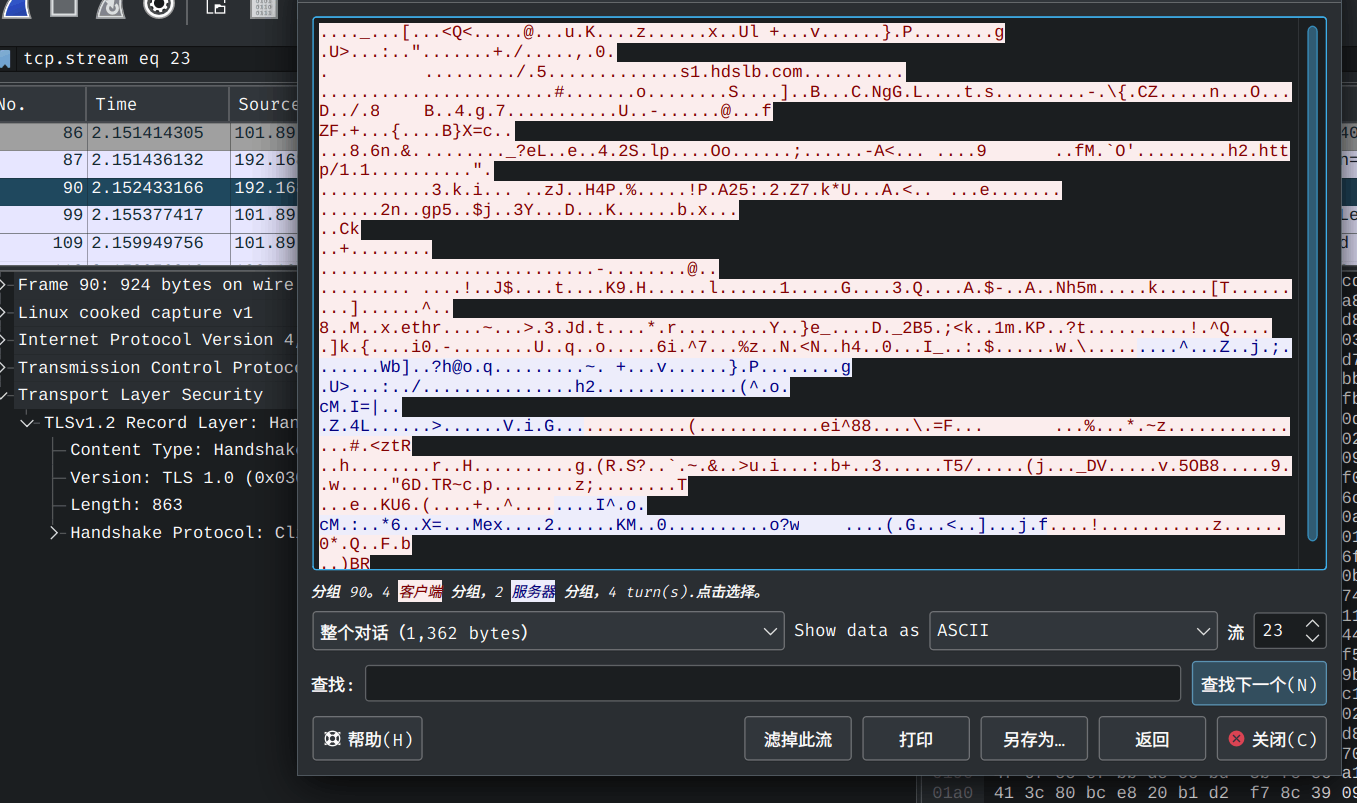 tcp.stream eq 23
No. Time Source
86 2.151414305 101.89
87 2.151436132 192.16
90 2.152433166 192.16
99 2.155377417 101.89
109 2.159949756 101.89
Frame 90: 924 bytes on wire
Linux cooked capture v1
Internet Protocol Version 4,
Transmission Control Protoco
Transport Layer Security
TLSv1.2 Record Layer: Han
Content Type: Handshake
Version: TLS 1.0 (0x030
Length: 863
Handshake Protocol: Cl
...._...[...<Q<.....@...u.K....z......x..Ul +...v......}.P........g
.U>...:..".......+./.....,.0.
. ........./.5.............s1.hdslb.com..........
.......................#.......o........S....]..B...C.NgG.L....t.s.........-.\{.CZ.....n...O...
D../.8 B..4.g.7...........U..-......@...f
ZF.+...{....B}X=c..
...8.6n.&.........._?eL..e..4.2S.lp....Oo......;......-A<... ....9 ..fM.`O'.........h2.htt
p/1.1..........".
...........3.k.i... ...zJ..H4P.%.....!P.A25:.2.Z7.k*U...A.<.. ...e.......
......2n..gp5..$j..3Y...D...K......b.x...
..Ck
..+........
...........................-........@..
......... ....!..J$....t....K9.H......l......1.....G....3.Q....A.$-..A..Nh5m.....k.....[T......
...]......^..
8..M..x.ethr....~...>.3.Jd.t....*.r.........Y..}e_....D._2B5.;<k..1m.KP..?t..........!.^Q....
.]k.{....i0.-........U..q..o.....6i.^7...%z..N.<N..h4..0...I_..:.$......w.\.........^...Z..j.;.
......Wb]..?h@o.q.........~. +...v......}.P........g
.U>...:../............h2..............(^.o.
cM.I=|..
.Z.4L......>......V.i.G.............(............ei^88....\.=F... ...%...*.~z............
...#.<ztR
..h........r..H..........g.(R.S?..`.~.&..>u.i...:.b+..3......T5/.....(j..._DV.....v.5OB8.....9.
.w....."6D.TR~c.p........z;........T
...e..KU6.(....+..^........I^.o.
cM.:..*6..X=...Mex....2......KM..0..........o?w ....(.G...<..]...j.f....!...........z......
0*.Q..F.b
..)BR
分组 90。4 客户端 分组，2 服务器 分组，4 turn(s).点击选择。
整个对话 (1,362 bytes) Show data as ASCII 流 23
查找： 查找下一个(N)
帮助(H) 滤掉此流 打印 另存为… 返回 关闭(C)
01a0 41 3c 80 bc e8 20 b1 d2 f7 8c 39 09